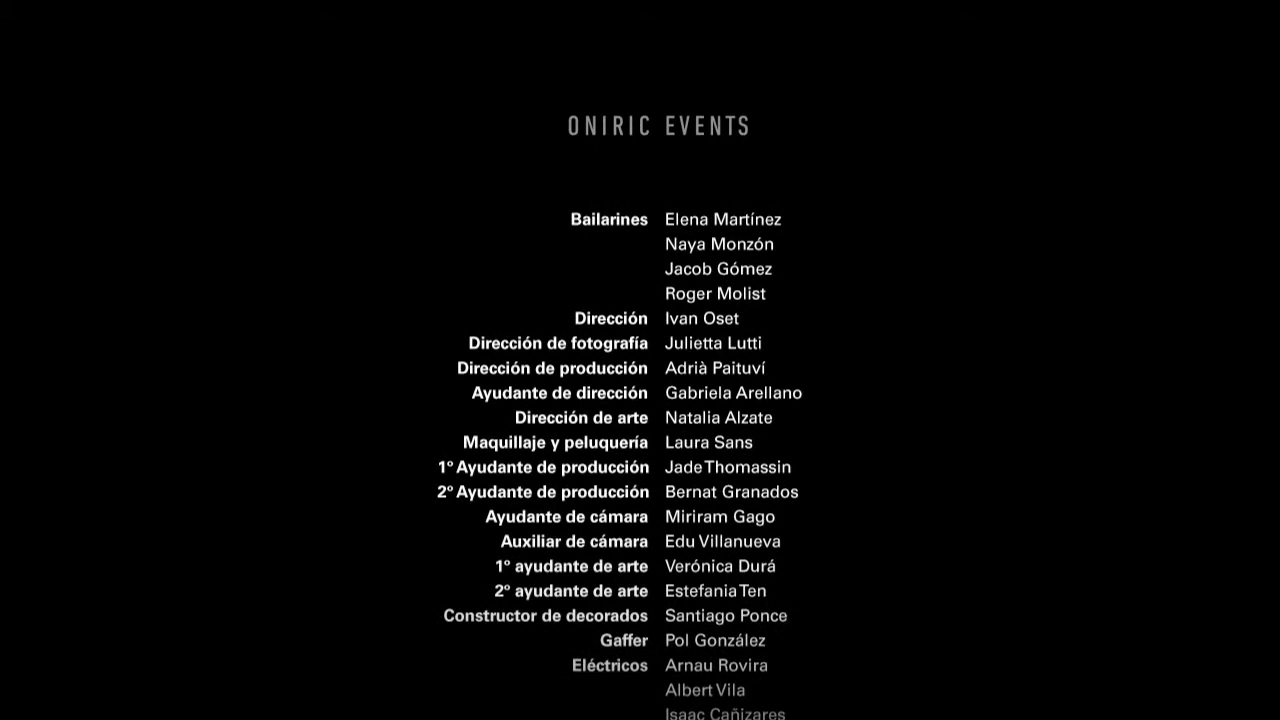 ONIRIC EVENTS
Bailarines Elena Martínez
Naya Monzón
Jacob Gómez
Roger Molist
Dirección Ivan Oset
Dirección de fotografía Julietta Lutti
Dirección de producción Adrià Paituví
Ayudante de dirección Gabriela Arellano
Dirección de arte Natalia Alzate
Maquillaje y peluquería Laura Sans
1º Ayudante de producción Jade Thomassin
2º Ayudante de producción Bernat Granados
Ayudante de cámara Miriram Gago
Auxiliar de cámara Edu Villanueva
1º ayudante de arte Verónica Durá
2º ayudante de arte Estefania Ten
Constructor de decorados Santiago Ponce
Gaffer Pol González
Eléctricos Arnau Rovira
Albert Vila
Isaac Cañizares